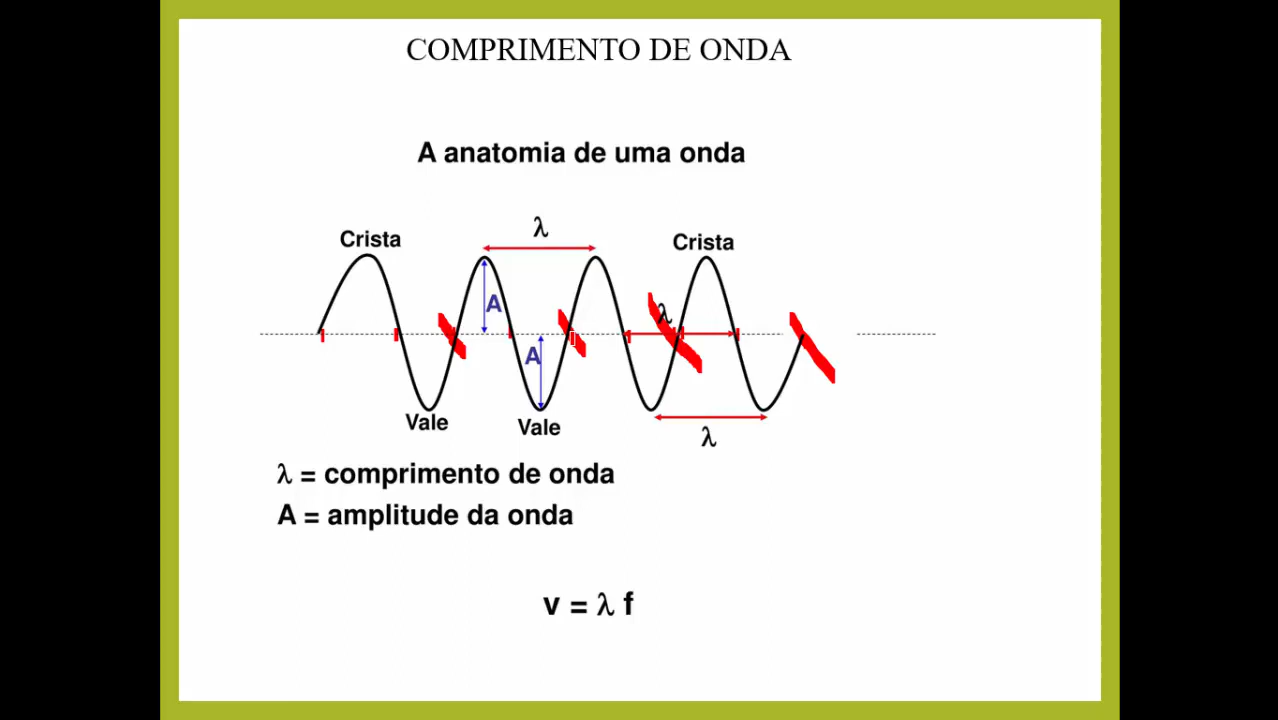 COMPRIMENTO DE ONDA
A anatomia de uma onda
λ
Crista
Crista
A
λ
A
Vale
Vale
λ
λ = comprimento de onda
A = amplitude da onda
v = λ f